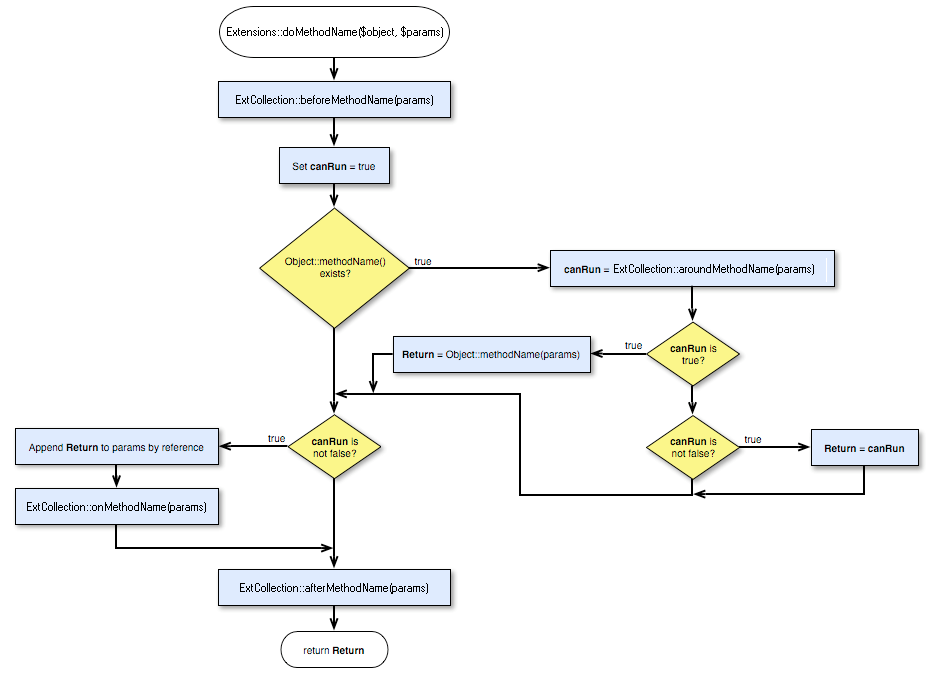 Extensions::doMethodName($object, $params)
ExtCollection::beforeMethodName(params)
Set canRun = true
Object::methodName()
exists?
true
canRun = ExtCollection::aroundMethodName(params)
canRun is
true?
true
Return = Object::methodName(params)
canRun is
not false?
true
Return = canRun
canRun is
not false?
true
Append Return to params by reference
ExtCollection::onMethodName(params)
ExtCollection::afterMethodName(params)
return Return